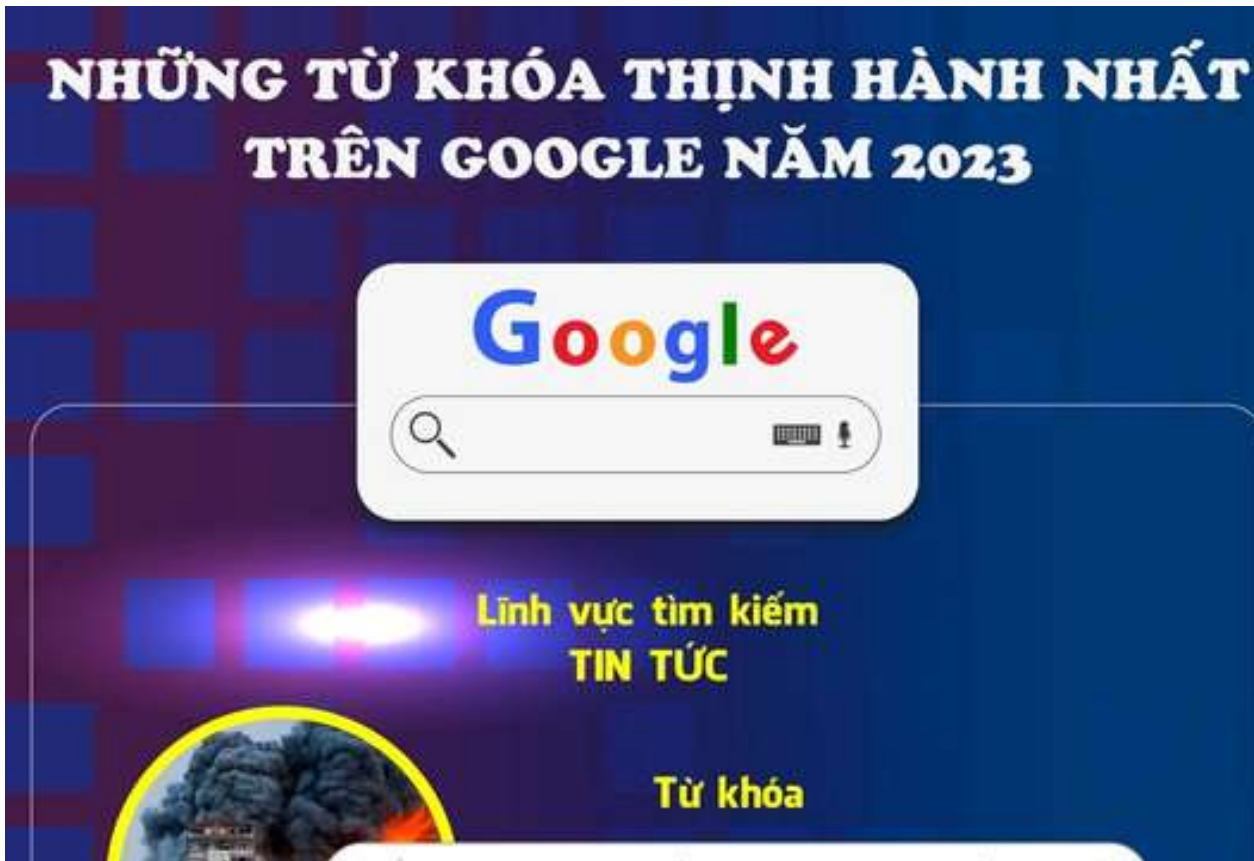 NHỮNG TỪ KHÓA THỊNH HÀNH NHẤT
TRÊN GOOGLE NĂM 2023
Google
Lĩnh vực tìm kiếm
TIN TỨC
Từ khóa